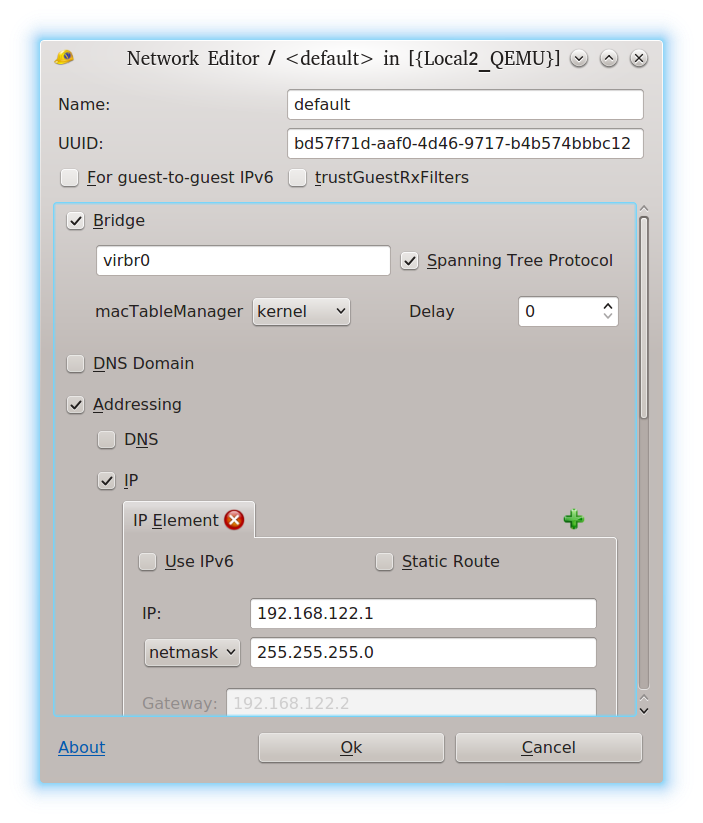 Network Editor / <default> in [{Local2_QEMU}]
Name: default
UUID: bd57f71d-aaf0-4d46-9717-b4b574bbbc12
For guest-to-guest IPv6 trustGuestRxFilters
Bridge
virbr0 Spanning Tree Protocol
macTableManager kernel Delay 0
DNS Domain
Addressing
DNS
IP
IP Element
Use IPv6 Static Route
IP: 192.168.122.1
netmask 255.255.255.0
Gateway: 192.168.122.2
About Ok Cancel